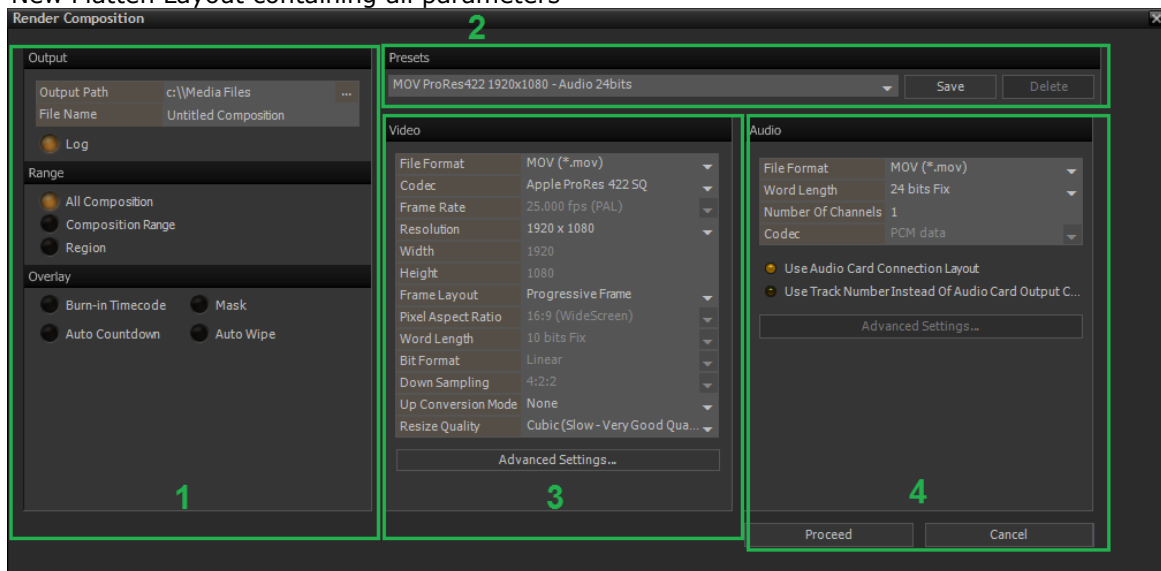 New Flatten Layout containing all parameters
Render Composition
2
Output
Output Path c:\\Media Files ...
File Name Untitled Composition
Log
Range
All Composition
Composition Range
Region
Overlay
Burn-in Timecode Mask
Auto Countdown Auto Wipe
1
Presets
MOV ProRes422 1920x1080 - Audio 24bits Save Delete
Video
File Format MOV (*.mov)
Codec Apple ProRes 422 SQ
Frame Rate 25.000 fps (PAL)
Resolution 1920 x 1080
Width 1920
Height 1080
Frame Layout Progressive Frame
Pixel Aspect Ratio 16:9 (WideScreen)
Word Length 10 bits Fix
Bit Format Linear
Down Sampling 4:2:2
Up Conversion Mode None
Resize Quality Cubic (Slow - Very Good Qua...
Advanced Settings...
3
Audio
File Format MOV (*.mov)
Word Length 24 bits Fix
Number Of Channels 1
Codec PCM data
Use Audio Card Connection Layout
Use Track Number Instead Of Audio Card Output C...
Advanced Settings...
4
Proceed Cancel